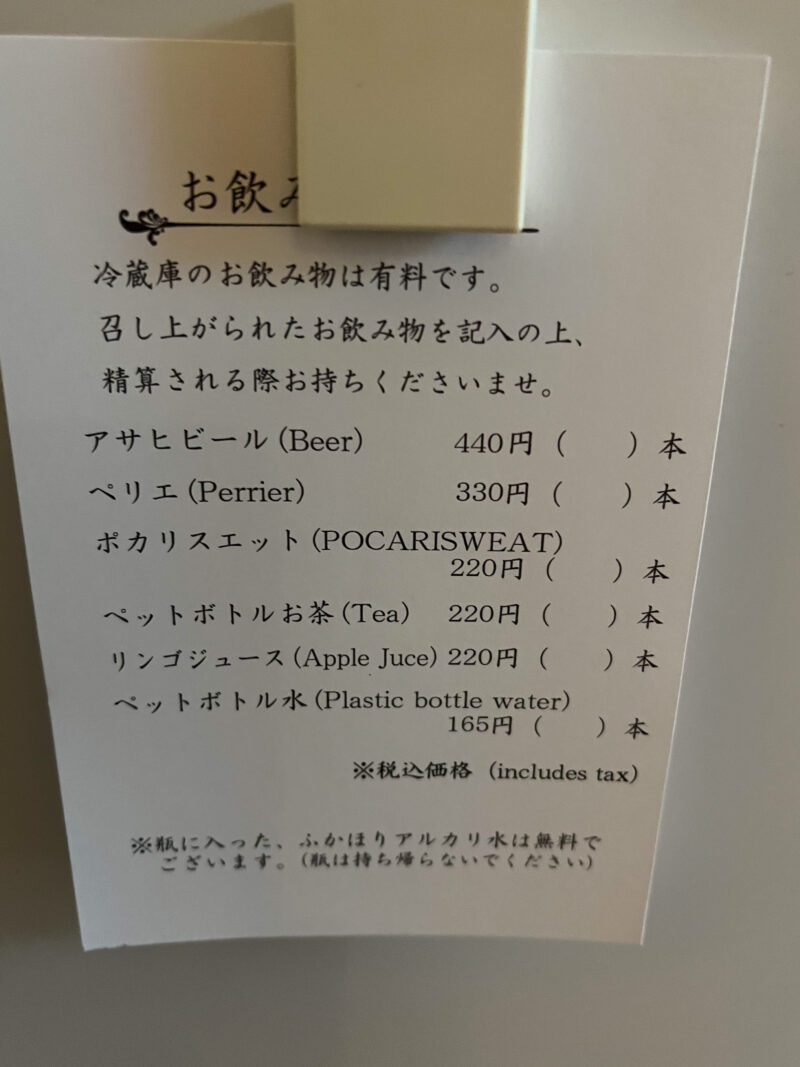 お飲み
冷蔵庫のお飲み物は有料です。
召し上がられたお飲み物を記入の上、
精算される際お持ちくださいませ。
アサヒビール(Beer) 440円 ( ) 本
ペリエ(Perrier) 330円 ( ) 本
ポカリスエット(POCARISWEAT)
220円 ( ) 本
ペットボトルお茶(Tea) 220円 ( ) 本
リンゴジュース(Apple Juce) 220円 ( ) 本
ペットボトル水(Plastic bottle water)
165円 ( ) 本
※税込価格 (includes tax)
※瓶に入った、ふかほりアルカリ水は無料で
ございます。(瓶は持ち帰らないでください)